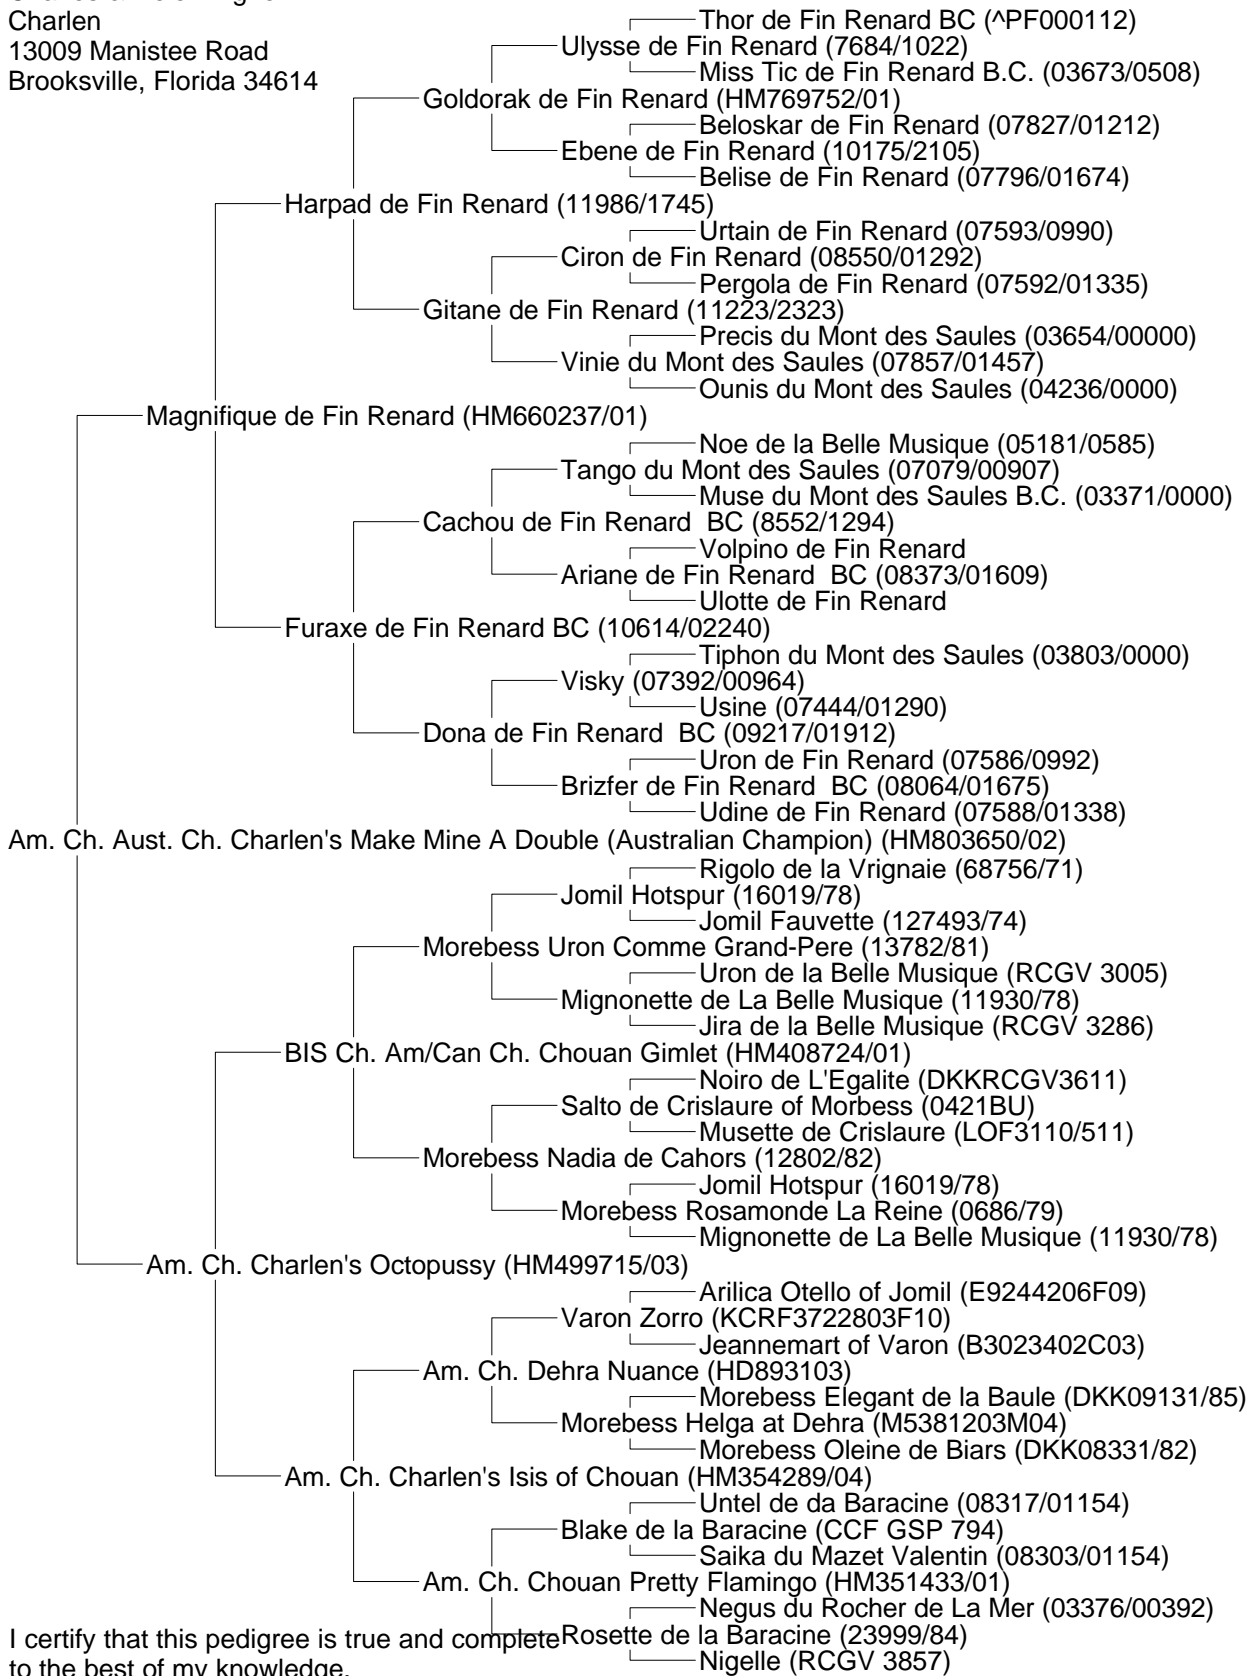 Charlen
13009 Manistee Road
Brooksville, Florida 34614
Thor de Fin Renard BC (^PF000112)
Ulysse de Fin Renard (7684/1022)
Miss Tic de Fin Renard B.C. (03673/0508)
Goldorak de Fin Renard (HM769752/01)
Beloskar de Fin Renard (07827/01212)
Ebene de Fin Renard (10175/2105)
Belise de Fin Renard (07796/01674)
Harpad de Fin Renard (11986/1745)
Urtain de Fin Renard (07593/0990)
Ciron de Fin Renard (08550/01292)
Pergola de Fin Renard (07592/01335)
Gitane de Fin Renard (11223/2323)
Precis du Mont des Saules (03654/00000)
Vinie du Mont des Saules (07857/01457)
Ounis du Mont des Saules (04236/0000)
Magnifique de Fin Renard (HM660237/01)
Noe de la Belle Musique (05181/0585)
Tango du Mont des Saules (07079/00907)
Muse du Mont des Saules B.C. (03371/0000)
Cachou de Fin Renard  BC (8552/1294)
Volpino de Fin Renard
Ariane de Fin Renard  BC (08373/01609)
Ulotte de Fin Renard
Furaxe de Fin Renard BC (10614/02240)
Tiphon du Mont des Saules (03803/0000)
Visky (07392/00964)
Usine (07444/01290)
Dona de Fin Renard  BC (09217/01912)
Uron de Fin Renard (07586/0992)
Brizfer de Fin Renard  BC (08064/01675)
Udine de Fin Renard (07588/01338)
Am. Ch. Aust. Ch. Charlen's Make Mine A Double (Australian Champion) (HM803650/02)
Rigolo de la Vrignaie (68756/71)
Jomil Hotspur (16019/78)
Jomil Fauvette (127493/74)
Morebess Uron Comme Grand-Pere (13782/81)
Uron de la Belle Musique (RCGV 3005)
Mignonette de La Belle Musique (11930/78)
Jira de la Belle Musique (RCGV 3286)
BIS Ch. Am/Can Ch. Chouan Gimlet (HM408724/01)
Noiro de L'Egalite (DKKRCGV3611)
Salto de Crislaure of Morbess (0421BU)
Musette de Crislaure (LOF3110/511)
Morebess Nadia de Cahors (12802/82)
Jomil Hotspur (16019/78)
Morebess Rosamonde La Reine (0686/79)
Mignonette de La Belle Musique (11930/78)
Am. Ch. Charlen's Octopussy (HM499715/03)
Arilica Otello of Jomil (E9244206F09)
Varon Zorro (KCRF3722803F10)
Jeannemart of Varon (B3023402C03)
Am. Ch. Dehra Nuance (HD893103)
Morebess Elegant de la Baule (DKK09131/85)
Morebess Helga at Dehra (M5381203M04)
Morebess Oleine de Biars (DKK08331/82)
Am. Ch. Charlen's Isis of Chouan (HM354289/04)
Untel de da Baracine (08317/01154)
Blake de la Baracine (CCF GSP 794)
Saika du Mazet Valentin (08303/01154)
Am. Ch. Chouan Pretty Flamingo (HM351433/01)
Negus du Rocher de La Mer (03376/00392)
Rosette de la Baracine (23999/84)
Nigelle (RCGV 3857)
I certify that this pedigree is true and complete
to the best of my knowledge.